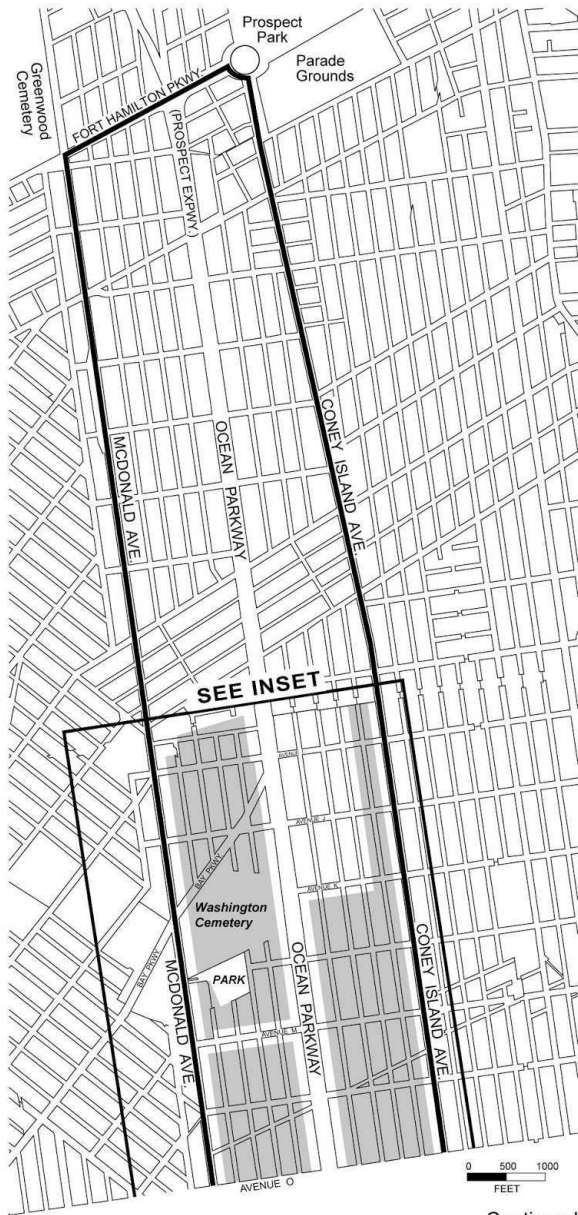 Prospect
Park
Parade
Grounds
Greenwood
Cemetery
FORT HAMILTON PKWY.
(PROSPECT EXPWY.)
MCDONALD AVE.
OCEAN PARKWAY
CONEY ISLAND AVE.
SEE INSET
AVENUE J
BAY PKWY
AVENUE K
Washington
Cemetery
BAY PKWY
PARK
MCDONALD AVE.
OCEAN PARKWAY
CONEY ISLAND AVE.
AVENUE M
AVENUE O
0 500 1000
FEET